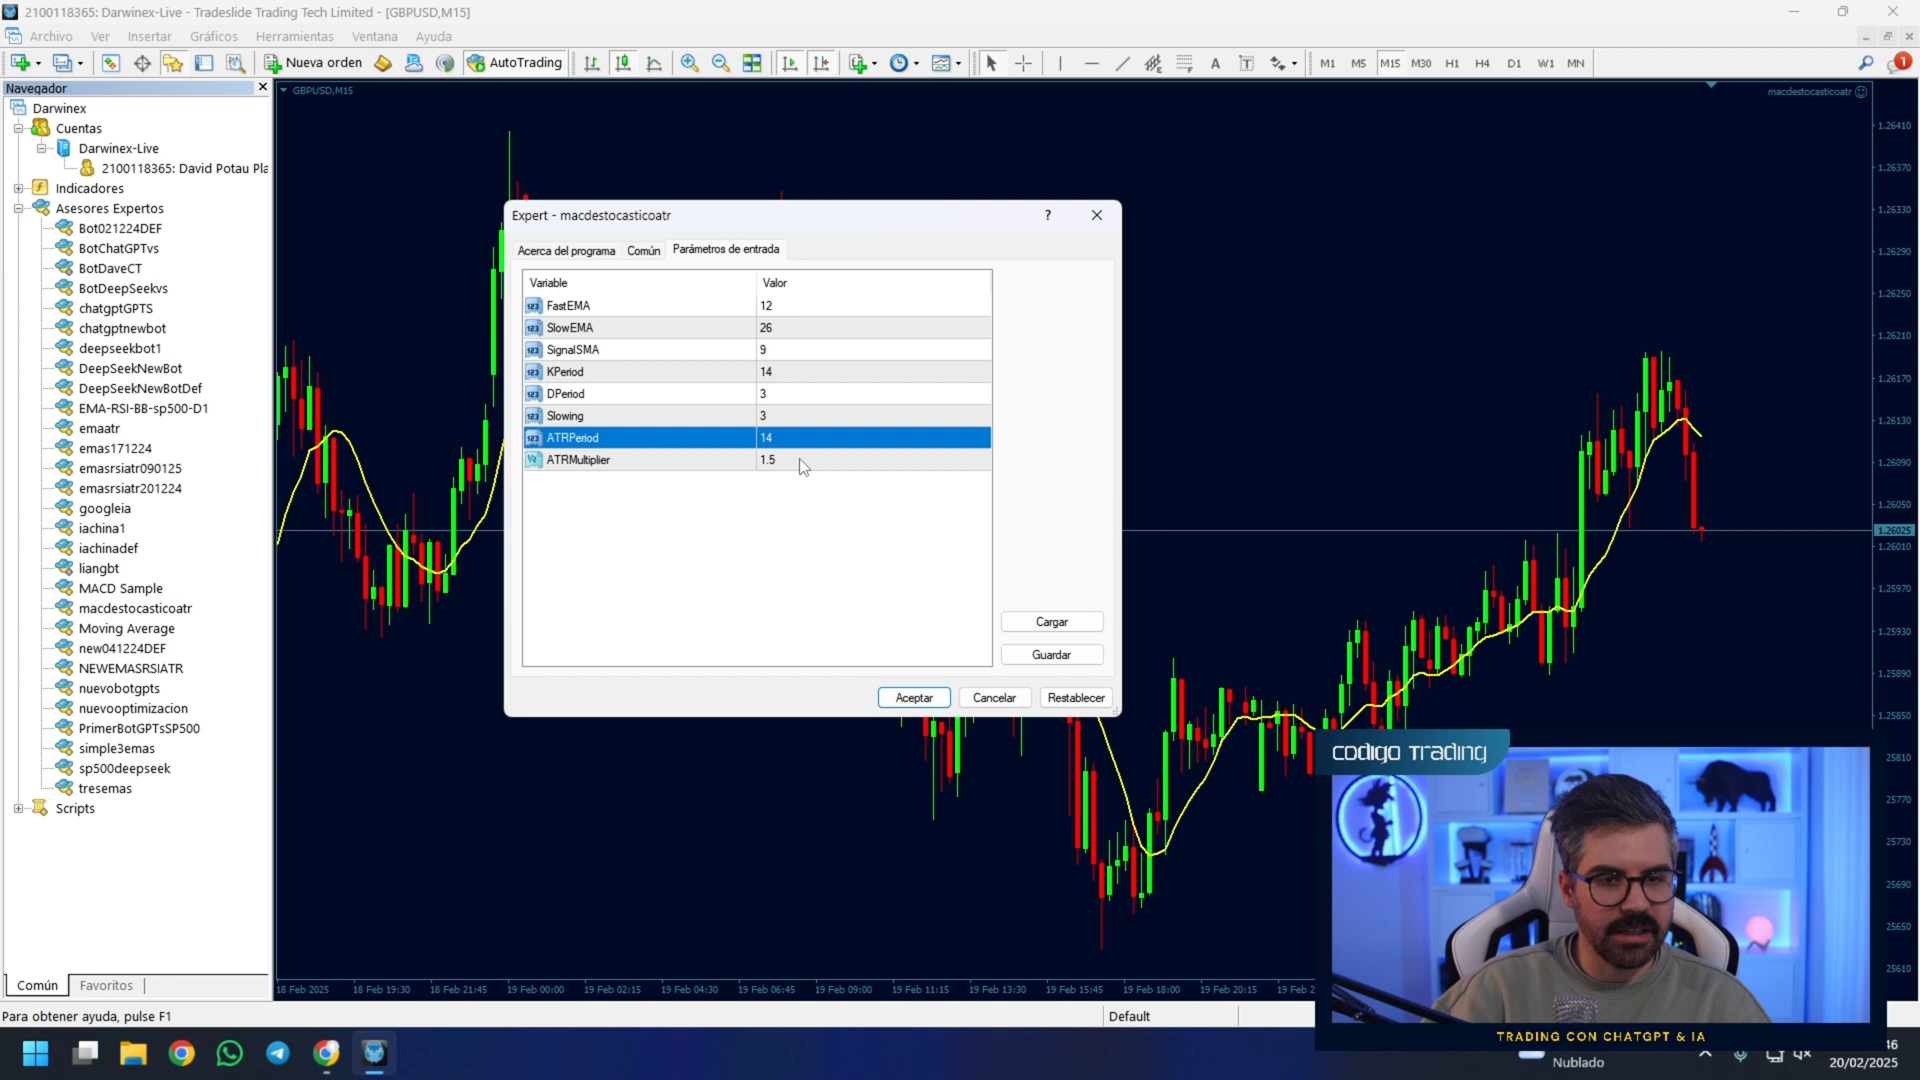 2100118365: Darwinex-Live - Tradeslide Trading Tech Limited - [GBPUSD,M15]
Archivo Ver Insertar Gráficos Herramientas Ventana Ayuda
Nueva orden AutoTrading A T M1 M5 M15 M30 H1 H4 D1 W1 MN 1
Navegador
Darwinex
Cuentas
Darwinex-Live
2100118365: David Potau Pla
Indicadores
Asesores Expertos
Bot021224DEF
BotChatGPTvs
BotDaveCT
BotDeepSeekvs
chatgptGPTS
chatgptnewbot
deepseekbot1
DeepSeekNewBot
DeepSeekNewBotDef
EMA-RSI-BB-sp500-D1
emaatr
emas171224
emasrsiatr090125
emasrsiatr201224
googleia
iachina1
iachinadef
liangbt
MACD Sample
macdestocasticoatr
Moving Average
new041224DEF
NEWEMASRSIATR
nuevobotgpts
nuevooptimizacion
PrimerBotGPTsSP500
simple3emas
sp500deepseek
tresemas
Scripts
Común Favoritos
GBPUSD,M15
macdestocasticoatr
Expert - macdestocasticoatr ?
Acerca del programa Común Parámetros de entrada
Variable Valor
FastEMA 12
SlowEMA 26
SignalSMA 9
KPeriod 14
DPeriod 3
Slowing 3
ATRPeriod 14
ATRMultiplier 1.5
Cargar
Guardar
Aceptar Cancelar Restablecer
1.26410
1.26370
1.26330
1.26290
1.26250
1.26210
1.26170
1.26130
1.26090
1.26050
1.26025
1.26010
1.25970
1.25930
1.25890
1.25850
25810
25770
25730
25690
25650
25610
18 Feb 2025 18 Feb 19:30 18 Feb 21:45 19 Feb 00:00 19 Feb 02:15 19 Feb 04:30 19 Feb 06:45 19 Feb 09:00 19 Feb 11:15 19 Feb 13:30 19 Feb 15:45 19 Feb 18:00 19 Feb 20:15 19 Feb 2
codigo Trading
TRADING CON CHATGPT & IA
Para obtener ayuda, pulse F1 Default
Nublado
46
20/02/2025